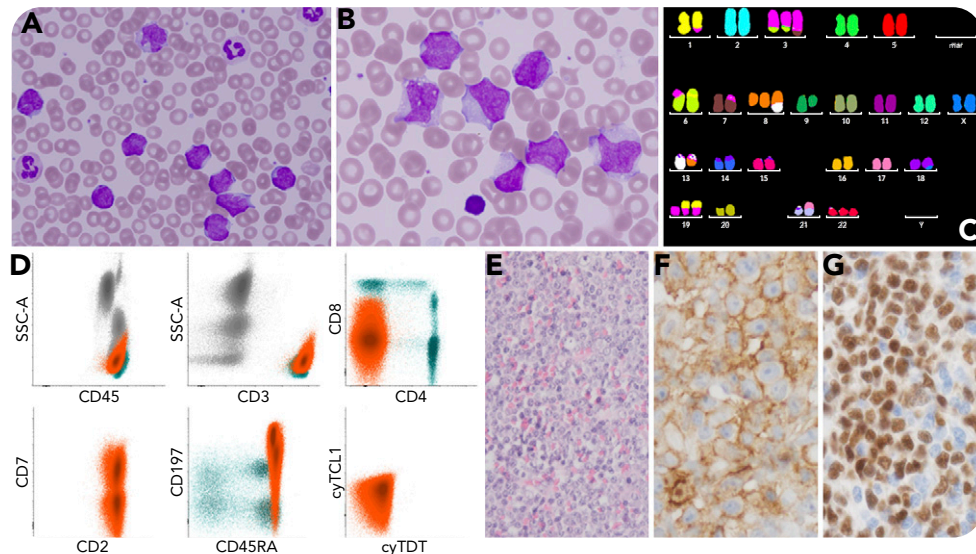 A
B
1 2 3 4 5 mar
6 7 8 9 10 11 12 X
13 14 15 16 17 18
19 20 21 22 Y
C
D
SSC-A
CD45
SSC-A
CD3
CD8
CD4
CD7
CD2
CD197
CD45RA
cyTCL1
cyTDT
E
F
G